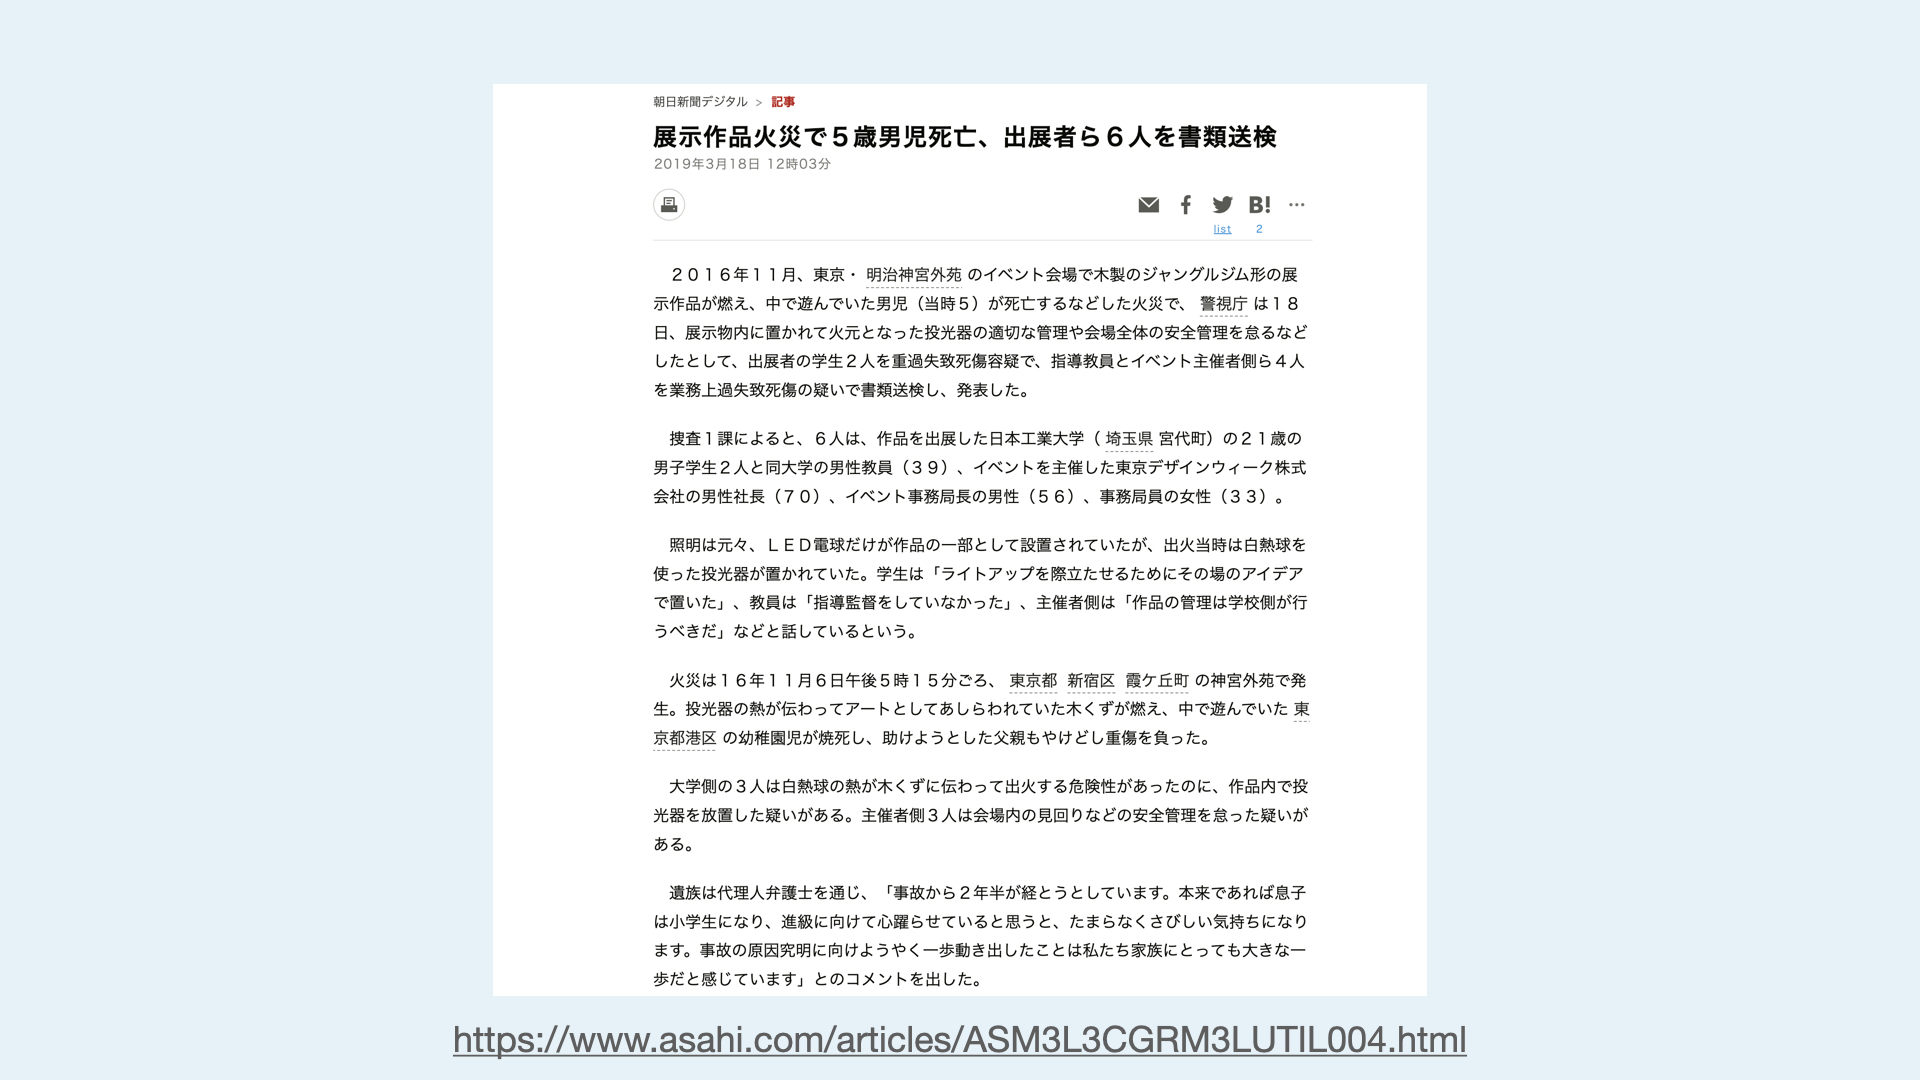 朝日新聞デジタル > 記事
展示作品火災で５歳男児死亡、出展者ら６人を書類送検
2019年3月18日 12時03分
B!
list 2
２０１６年１１月、東京・ 明治神宮外苑 のイベント会場で木製のジャングルジム形の展
示作品が燃え、中で遊んでいた男児（当時５）が死亡するなどした火災で、 警視庁 は１８
日、展示物内に置かれて火元となった投光器の適切な管理や会場全体の安全管理を怠るなど
したとして、出展者の学生２人を重過失致死傷容疑で、指導教員とイベント主催者側ら４人
を業務上過失致死傷の疑いで書類送検し、発表した。
捜査１課によると、６人は、作品を出展した日本工業大学（ 埼玉県 宮代町）の２１歳の
男子学生２人と同大学の男性教員（３９）、イベントを主催した東京デザインウィーク株式
会社の男性社長（７０）、イベント事務局長の男性（５６）、事務局員の女性（３３）。
照明は元々、ＬＥＤ電球だけが作品の一部として設置されていたが、出火当時は白熱球を
使った投光器が置かれていた。学生は「ライトアップを際立たせるためにその場のアイデア
で置いた」、教員は「指導監督をしていなかった」、主催者側は「作品の管理は学校側が行
うべきだ」などと話しているという。
火災は１６年１１月６日午後５時１５分ごろ、 東京都 新宿区 霞ケ丘町 の神宮外苑で発
生。投光器の熱が伝わってアートとしてあしらわれていた木くずが燃え、中で遊んでいた 東
京都港区 の幼稚園児が焼死し、助けようとした父親もやけどし重傷を負った。
大学側の３人は白熱球の熱が木くずに伝わって出火する危険性があったのに、作品内で投
光器を放置した疑いがある。主催者側３人は会場内の見回りなどの安全管理を怠った疑いが
ある。
遺族は代理人弁護士を通じ、「事故から２年半が経とうとしています。本来であれば息子
は小学生になり、進級に向けて心躍らせていると思うと、たまらなくさびしい気持ちになり
ます。事故の原因究明に向けようやく一歩動き出したことは私たち家族にとっても大きな一
歩だと感じています」とのコメントを出した。
https://www.asahi.com/articles/ASM3L3CGRM3LUTIL004.html